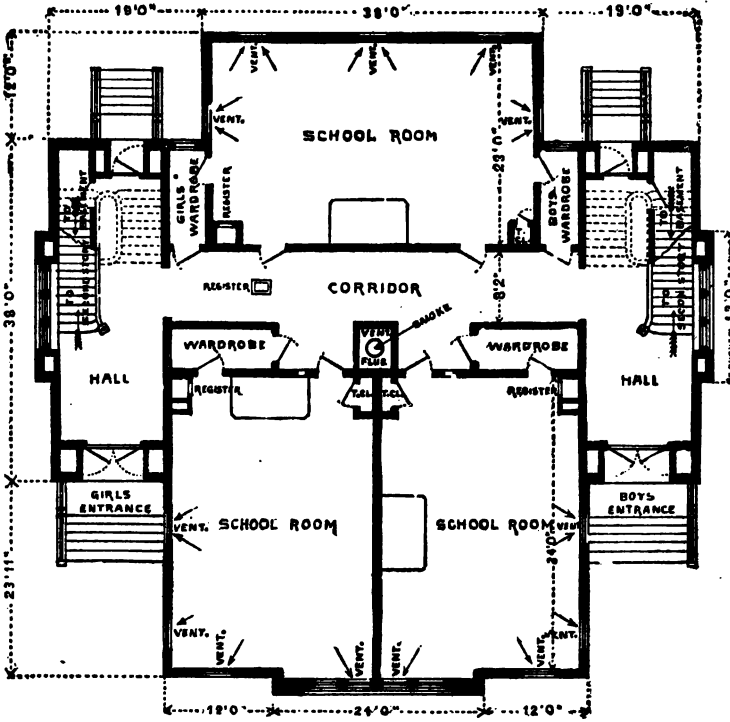 19'0" 38'0" 19'0"
12'0"
VENT. VENT. VENT.
VENT. VENT.
SCHOOL ROOM
23'0"
GIRLS' WARDROBE
REGISTER
BOYS WARDROBE
TO BASEMENT
TO BASEMENT
TO SECOND STORY
TO SECOND STORY
38'0"
REGISTER
CORRIDOR
8'2"
SMOKE
VENT
FLUE
WARDROBE
WARDROBE
HALL
HALL
REGISTER
T.CL.
T.CL.
REGISTER
GIRLS
ENTRANCE
BOYS
ENTRANCE
VENT. SCHOOL ROOM
SCHOOL ROOM VENT
23'11"
VENT. VENT. VENT. VENT. VENT. VENT.
12'0" 24'0" 12'0"